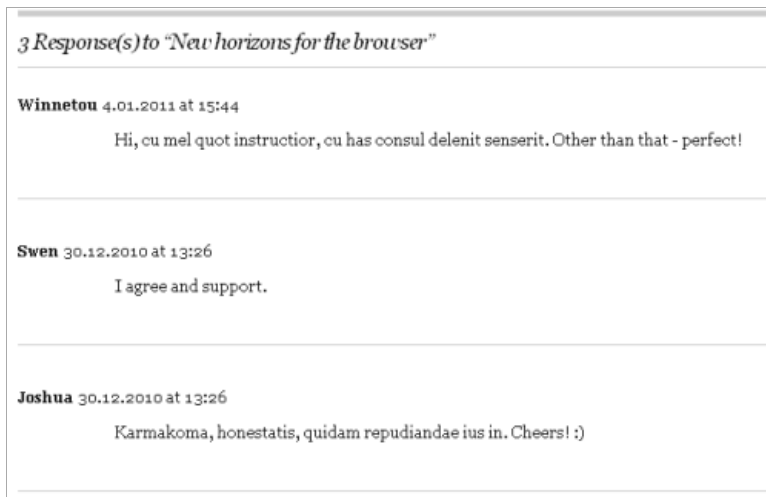 3 Response(s) to “New horizons for the browser”
Winnetou 4.01.2011 at 15:44
Hi, cu mel quot instructior, cu has consul delenit senserit. Other than that - perfect!
Swen 30.12.2010 at 13:26
I agree and support.
Joshua 30.12.2010 at 13:26
Karmakoma, honestatis, quidam repudiandae ius in. Cheers! :)